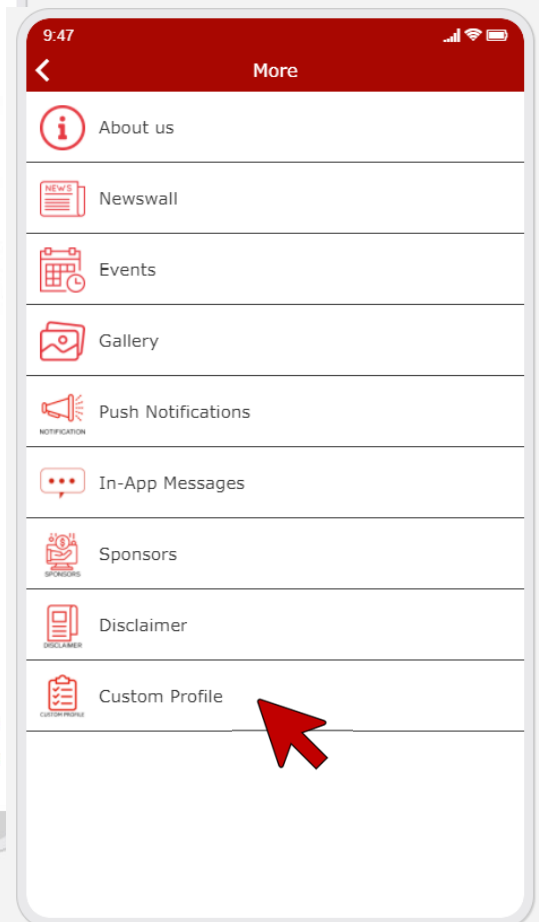 9:47
More
About us
NEWS
Newswall
Events
Gallery
Push Notifications
NOTIFICATION
In-App Messages
Sponsors
SPONSORS
Disclaimer
DISCLAIMER
Custom Profile
CUSTOM PROFILE